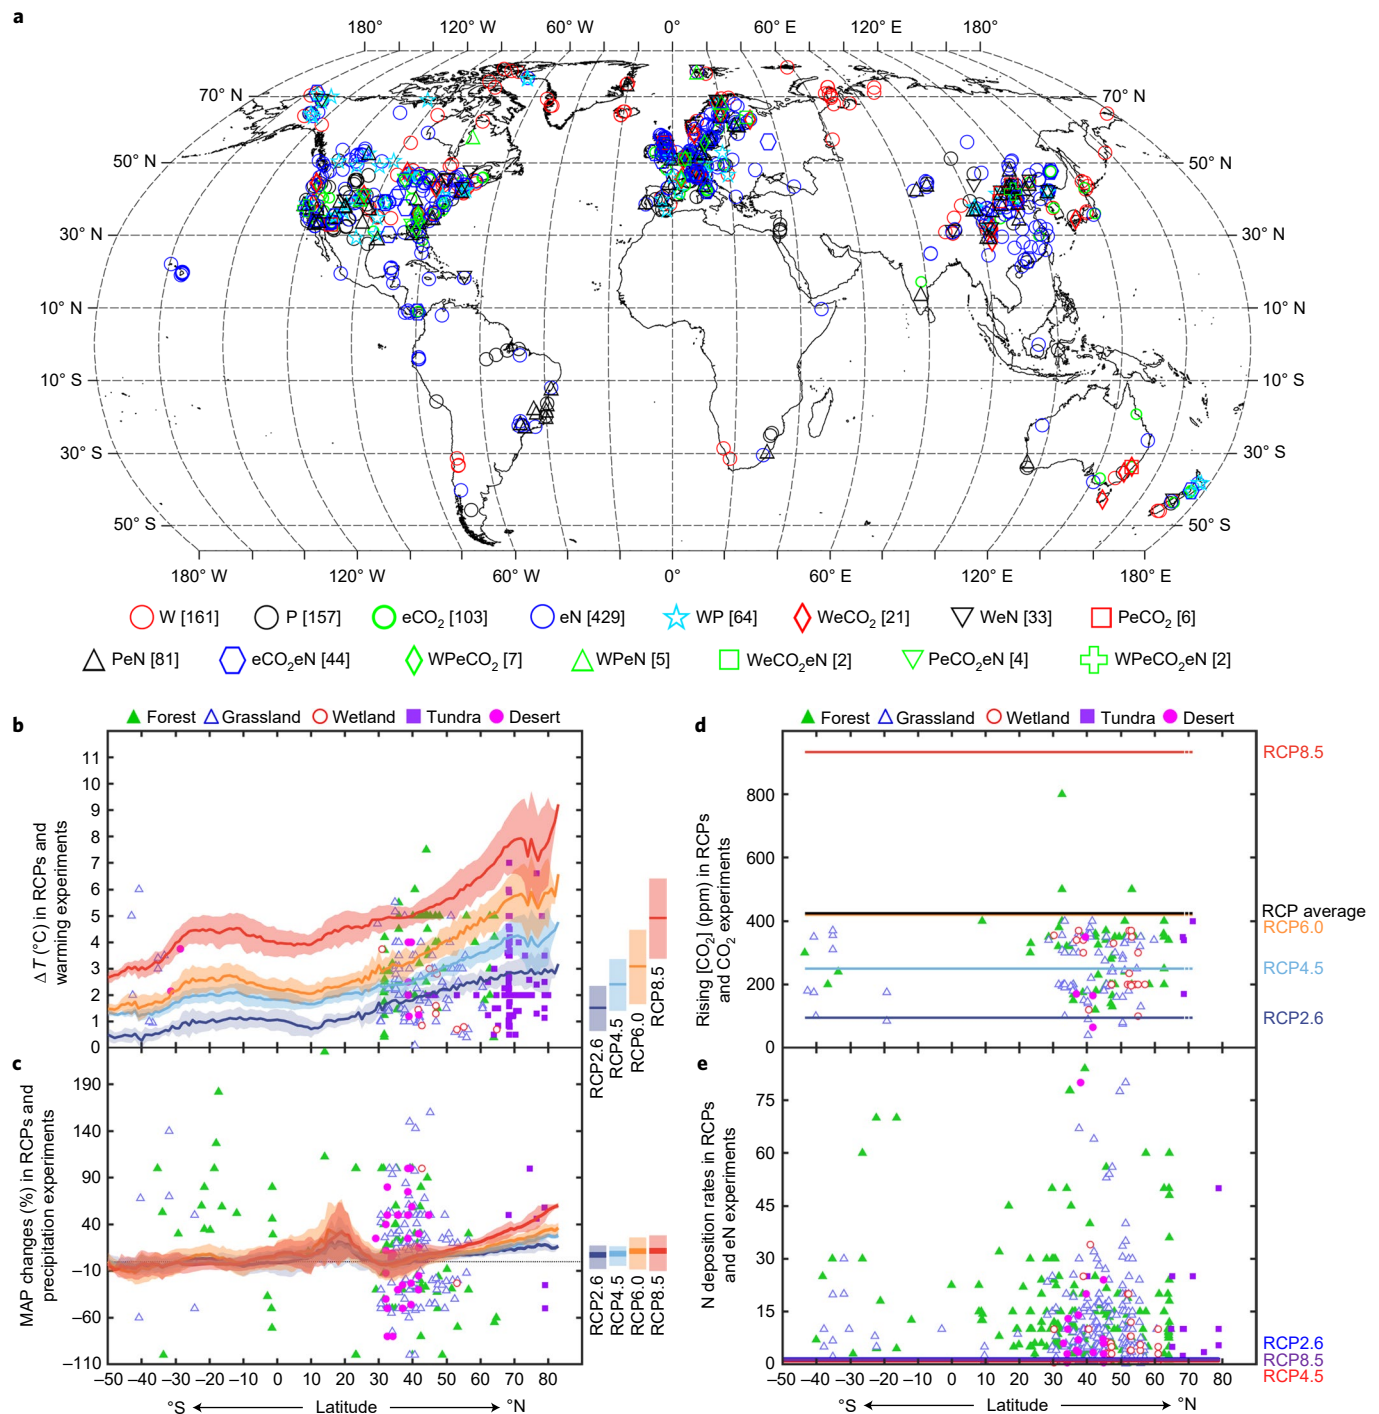 a
180° 120° W 60° W 0° 60° E 120° E 180°
70° N 70° N
50° N 50° N
30° N 30° N
10° N 10° N
10° S 10° S
30° S 30° S
50° S 50° S
180° W 120° W 60° W 0° 60° E 120° E 180° E
W [161] P [157] eCO2 [103] eN [429] WP [64] WeCO2 [21] WeN [33] PeCO2 [6]
PeN [81] eCO2eN [44] WPeCO2 [7] WPeN [5] WeCO2eN [2] PeCO2eN [4] WPeCO2eN [2]
b
Forest Grassland Wetland Tundra Desert
ΔT (°C) in RCPs and
warming experiments
11
10
9
8
7
6
5
4
3
2
1
0
RCP2.6
RCP4.5
RCP6.0
RCP8.5
c
MAP changes (%) in RCPs and
precipitation experiments
190
140
90
40
–10
–60
–110
RCP2.6
RCP4.5
RCP6.0
RCP8.5
–50 –40 –30 –20 –10 0 10 20 30 40 50 60 70 80
°S Latitude °N
d
Forest Grassland Wetland Tundra Desert
Rising [CO2] (ppm) in RCPs
and CO2 experiments
800
600
400
200
0
RCP8.5
RCP average
RCP6.0
RCP4.5
RCP2.6
e
N deposition rates in RCPs
and eN experiments
75
60
45
30
15
0
RCP2.6
RCP8.5
RCP4.5
–50 –40 –30 –20 –10 0 10 20 30 40 50 60 70 80
°S Latitude °N